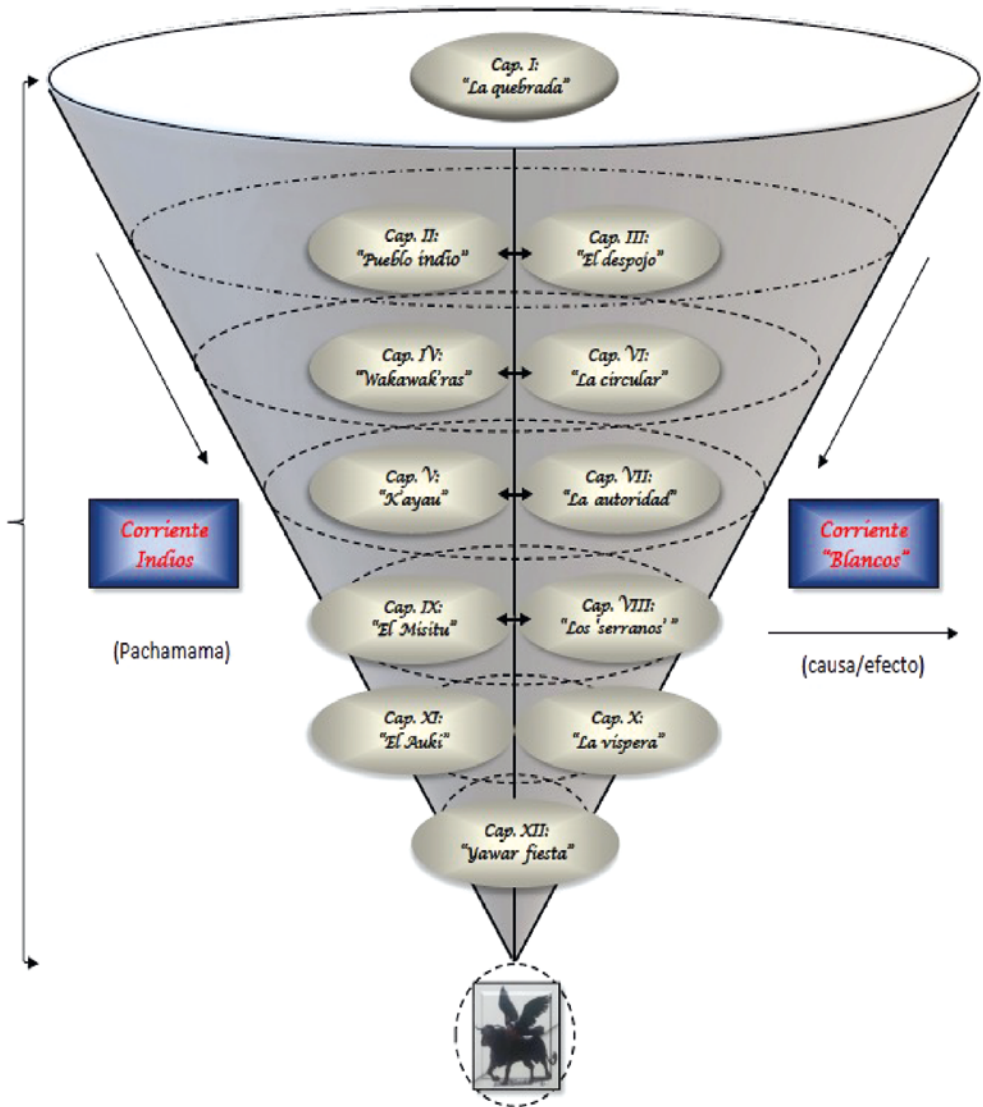 Cap. I:
“La quebrada”
Cap. II:
“Pueblo indio”
Cap. III:
“El despojo”
Cap. IV:
“Wakawak’ras”
Cap. VI:
“La circular”
Cap. V:
“K’ayau”
Cap. VII:
“La autoridad”
Corriente
Indios
(Pachamama)
Corriente
“Blancos”
(causa/efecto)
Cap. IX:
“El Misitu”
Cap. VIII:
“Los ‘serranos’ ”
Cap. XI:
“El Auki”
Cap. X:
“La víspera”
Cap. XII:
“Yawar fiesta”